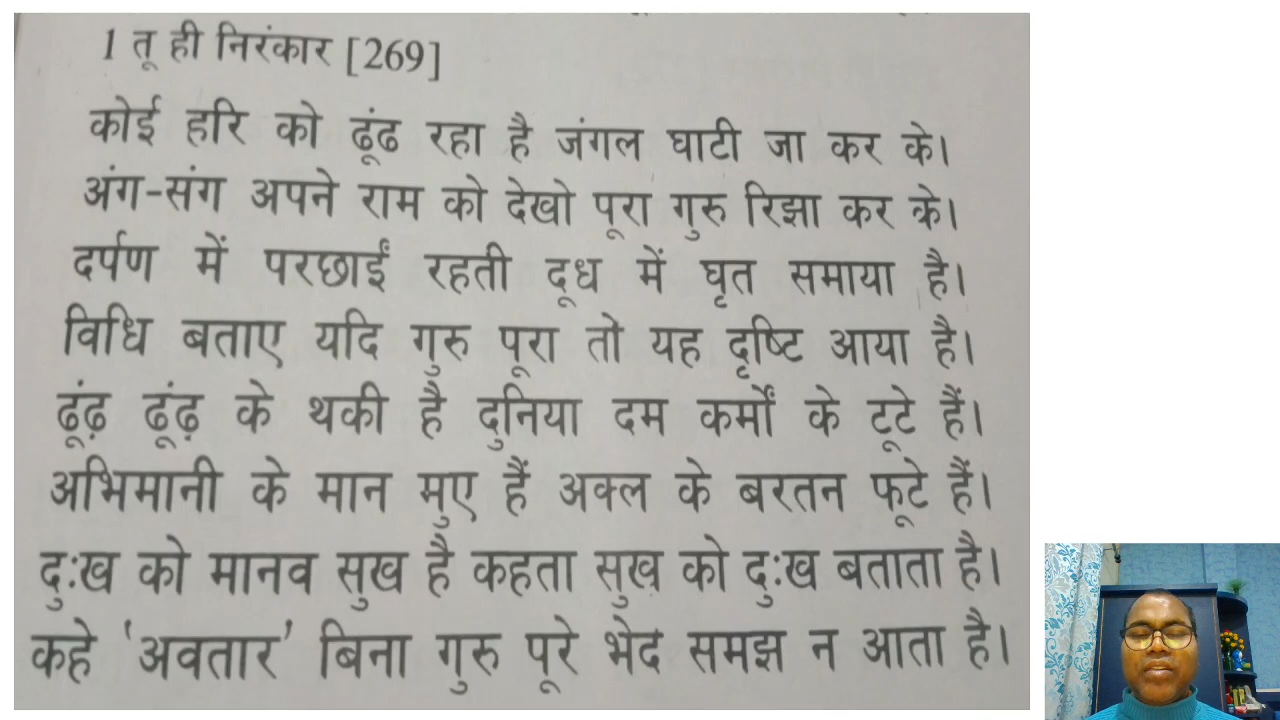 1 तू ही निरंकार [269]
कोई हरि को ढूंढ रहा है जंगल घाटी जा कर के।
अंग-संग अपने राम को देखो पूरा गुरु रिझा कर के।
दर्पण में परछाईं रहती दूध में घृत समाया है।
विधि बताए यदि गुरु पूरा तो यह दृष्टि आया है।
ढूंढ़ ढूंढ़ के थकी है दुनिया दम कर्मों के टूटे हैं।
अभिमानी के मान मुए हैं अक्ल के बरतन फूटे हैं।
दुःख को मानव सुख है कहता सुख को दुःख बताता है।
कहे 'अवतार' बिना गुरु पूरे भेद समझ न आता है।